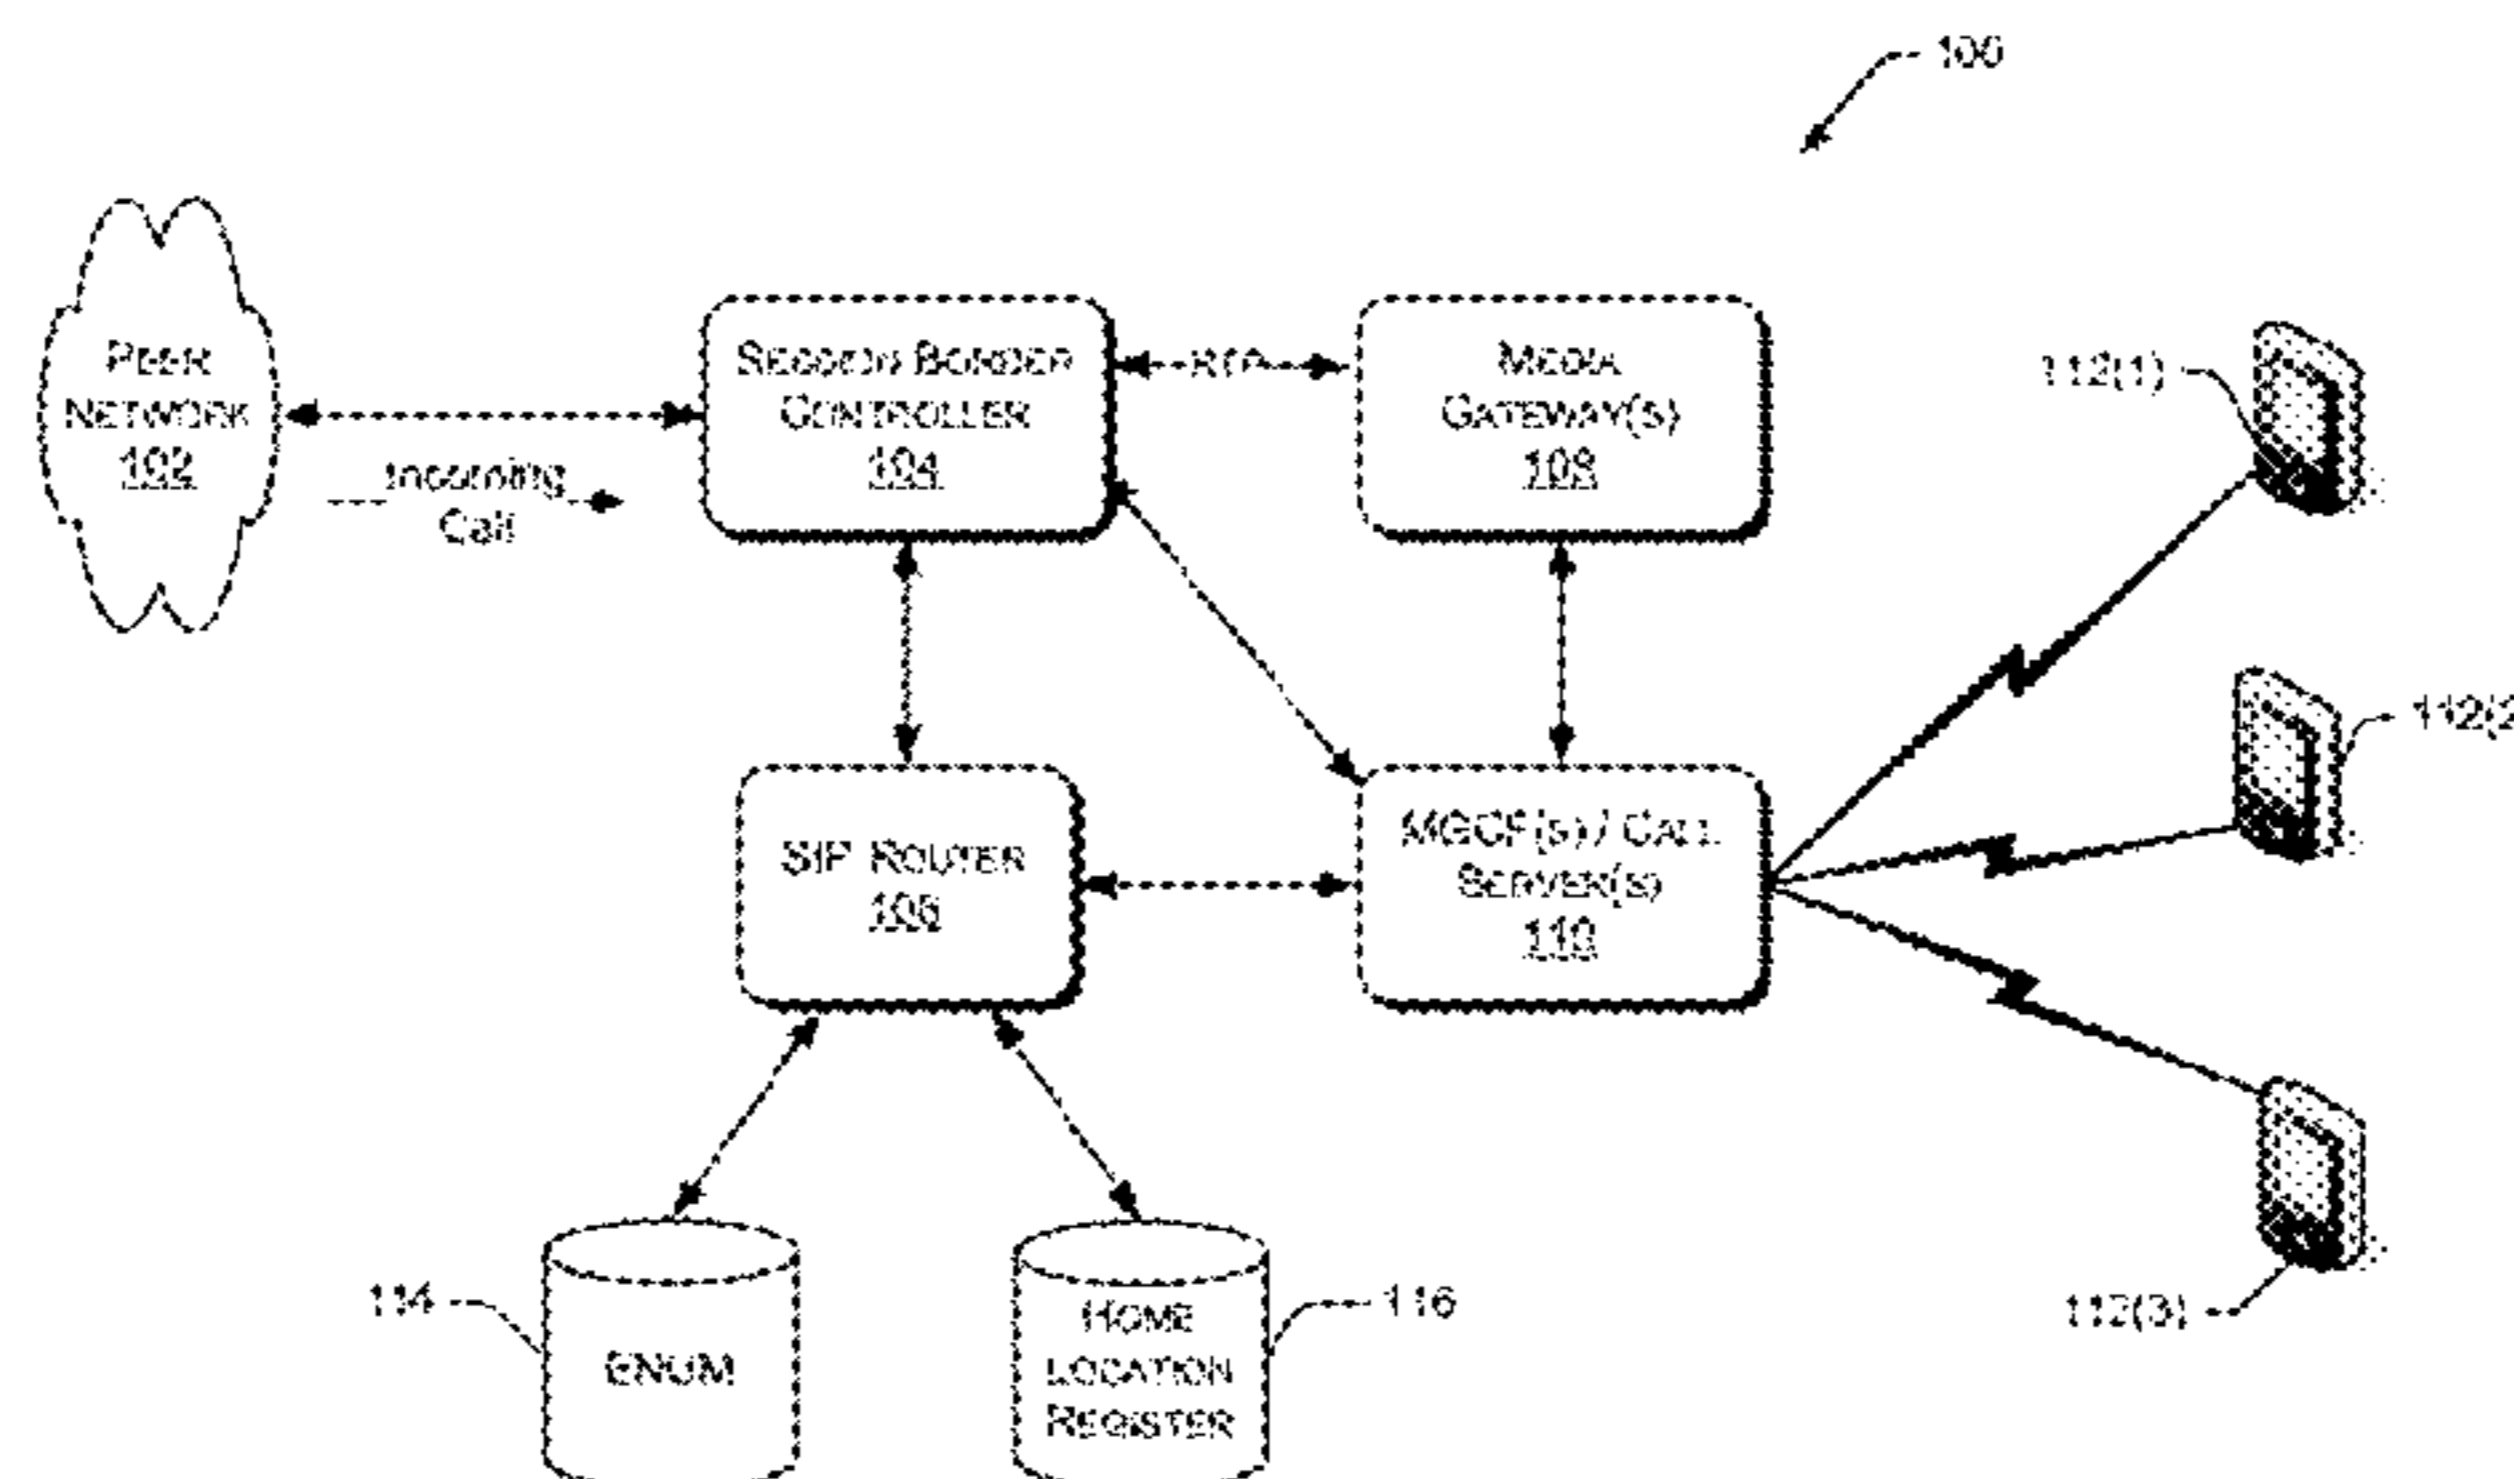 100
PEER
NETWORK
102
Incoming
Call
SESSION BORDER
CONTROLLER
104
RTP
MEDIA
GATEWAY(S)
108
112(1)
112(2
SIP ROUTER
106
MGCF(S) / CALL
SERVER(S)
110
114
ENUM
HOME
LOCATION
REGISTER
116
112(3)